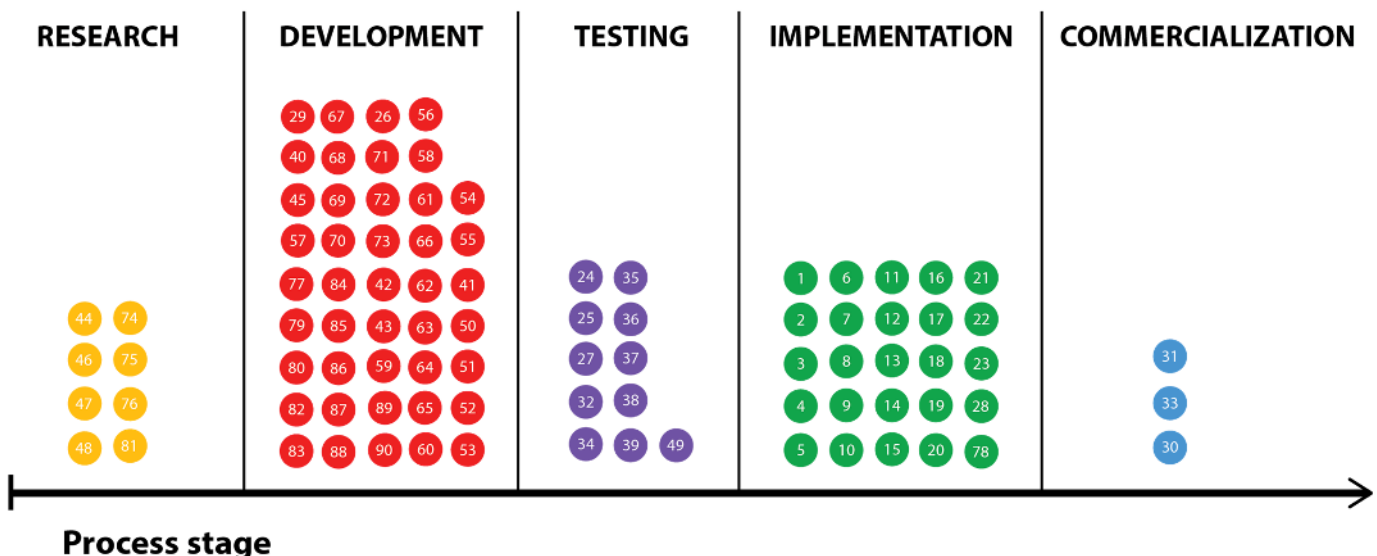 RESEARCH DEVELOPMENT TESTING IMPLEMENTATION COMMERCIALIZATION
29 67 26 56
40 68 71 58
45 69 72 61 54
57 70 73 66 55
24 35 1 6 11 16 21
77 84 42 62 41
44 74 79 85 43 63 50 25 36 2 7 12 17 22
46 75 80 86 59 64 51 27 37 3 8 13 18 23 31
47 76 82 87 89 65 52 32 38 4 9 14 19 28 33
48 81 83 88 90 60 53 34 39 49 5 10 15 20 78 30
Process stage